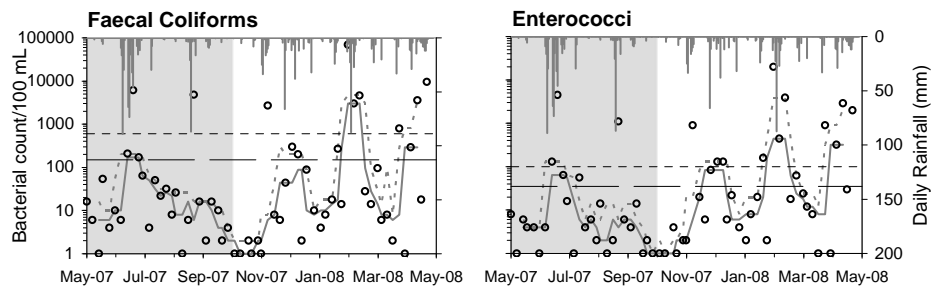 Faecal Coliforms
Enterococci
Bacterial count/100 mL
100000
10000
1000
100
10
1
May-07 Jul-07 Sep-07 Nov-07 Jan-08 Mar-08 May-08
May-07 Jul-07 Sep-07 Nov-07 Jan-08 Mar-08 May-08
0
50
100
150
200
Daily Rainfall (mm)